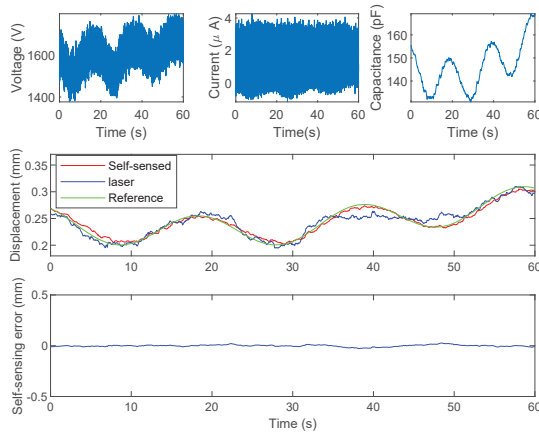 1600
1400
Voltage (V)
0 20 40 60
Time (s)
4
2
0
Current (μ A)
0 20 40 60
Time(s)
160
150
140
Capacitance (pF)
0 20 40 60
Time (s)
0.35
0.30
0.25
0.20
Displacement (mm)
Self-sensed
laser
Reference
0 10 20 30 40 50 60
0.5
0
-0.5
Self-sensing error (mm)
0 10 20 30 40 50 60
Time (s)